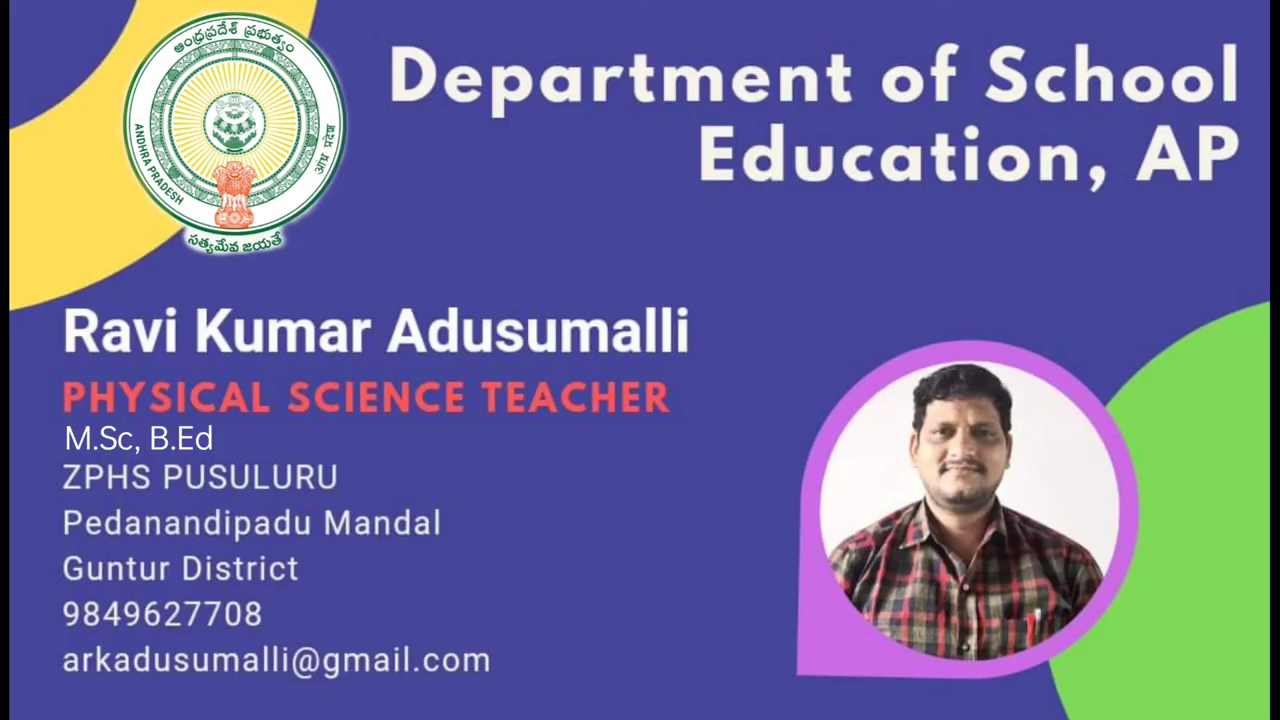 ఆంధ్రప్రదేశ్ ప్రభుత్వం
ANDHRA PRADESH
आंध्र प्रदेश
సత్యమేవ జయతే
Department of School
Education, AP
Ravi Kumar Adusumalli
PHYSICAL SCIENCE TEACHER
M.Sc, B.Ed
ZPHS PUSULURU
Pedanandipadu Mandal
Guntur District
9849627708
arkadusumalli@gmail.com